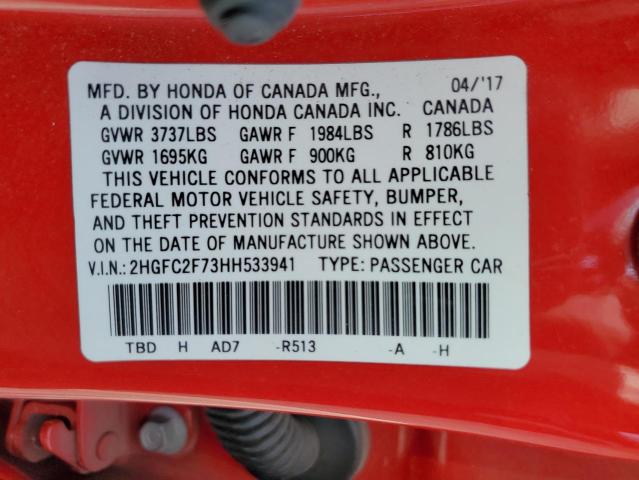 MFD. BY HONDA OF CANADA MFG., 04/'17
A DIVISION OF HONDA CANADA INC. CANADA
GVWR 3737LBS GAWR F 1984LBS R 1786LBS
GVWR 1695KG GAWR F 900KG R 810KG
THIS VEHICLE CONFORMS TO ALL APPLICABLE
FEDERAL MOTOR VEHICLE SAFETY, BUMPER,
AND THEFT PREVENTION STANDARDS IN EFFECT
ON THE DATE OF MANUFACTURE SHOWN ABOVE.
V.I.N.: 2HGFC2F73HH533941 TYPE: PASSENGER CAR
TBD H AD7 -R513 -A -H